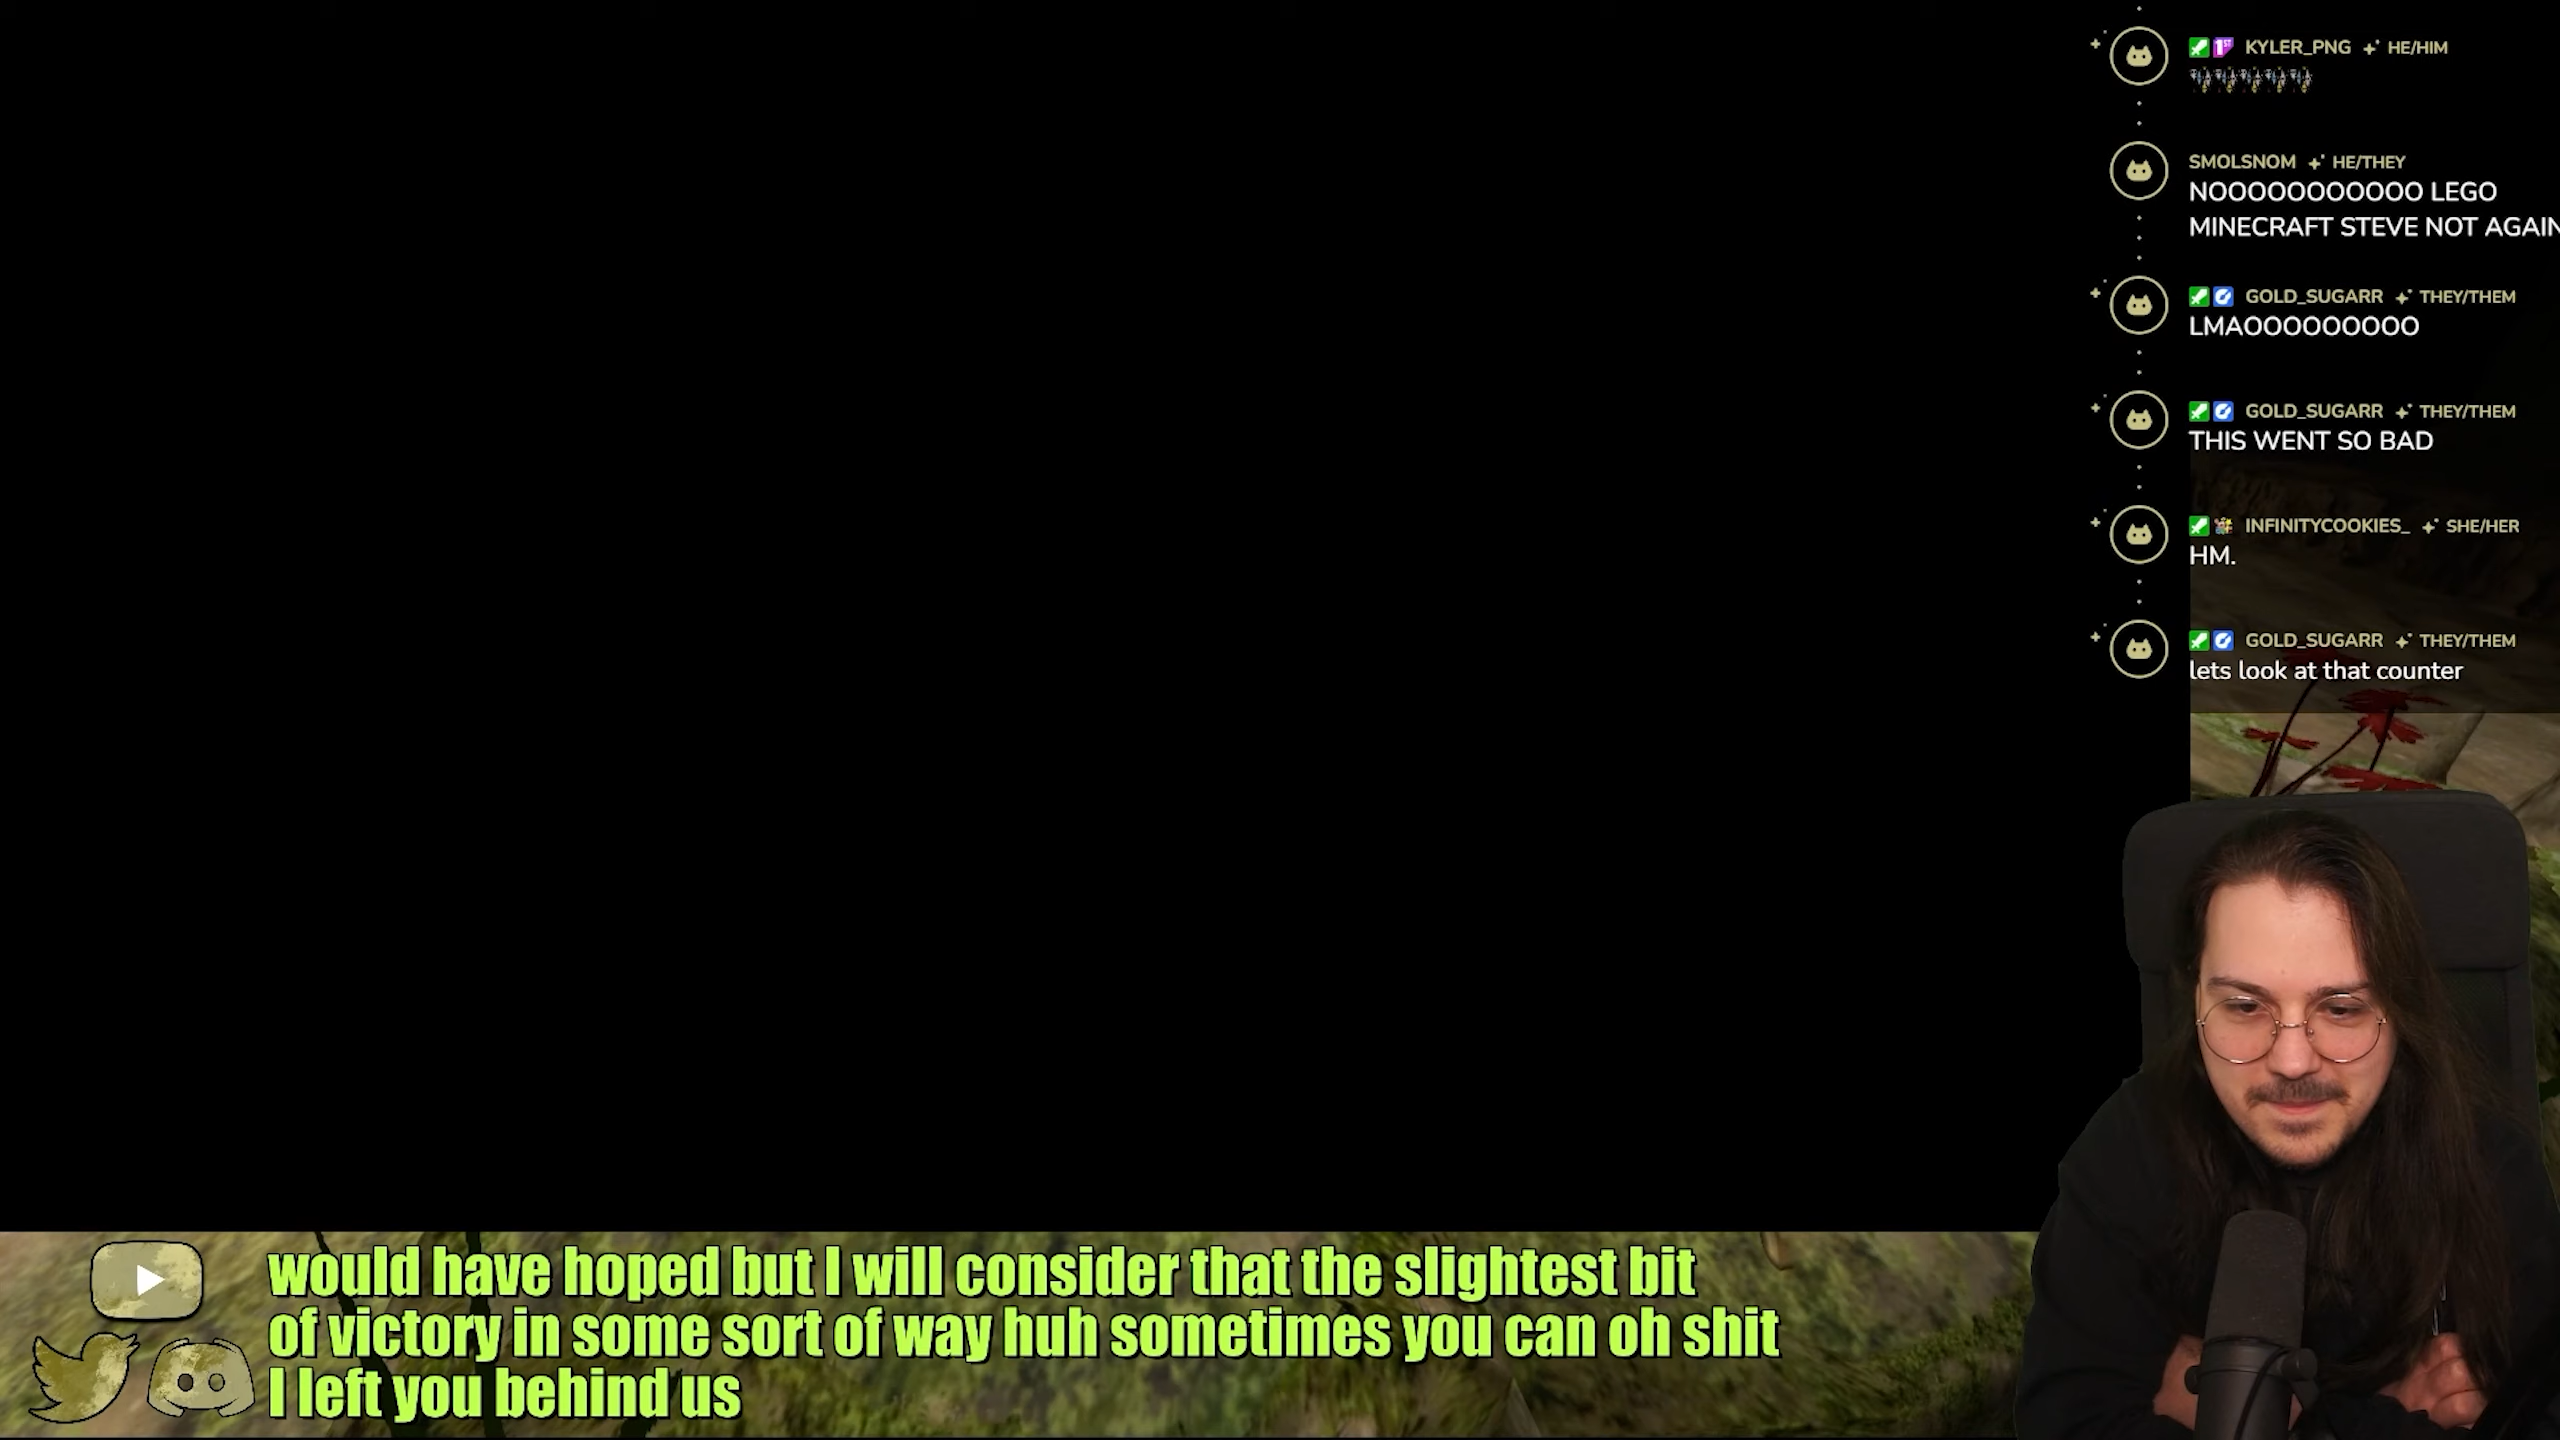 KYLER_PNG HE/HIM
SMOLSNOM HE/THEY
NOOOOOOOOOOO LEGO
MINECRAFT STEVE NOT AGAIN
GOLD_SUGARR THEY/THEM
LMAOOOOOOOOO
GOLD_SUGARR THEY/THEM
THIS WENT SO BAD
INFINITYCOOKIES_ SHE/HER
HM.
GOLD_SUGARR THEY/THEM
lets look at that counter
would have hoped but I will consider that the slightest bit
of victory in some sort of way huh sometimes you can oh shit
I left you behind us